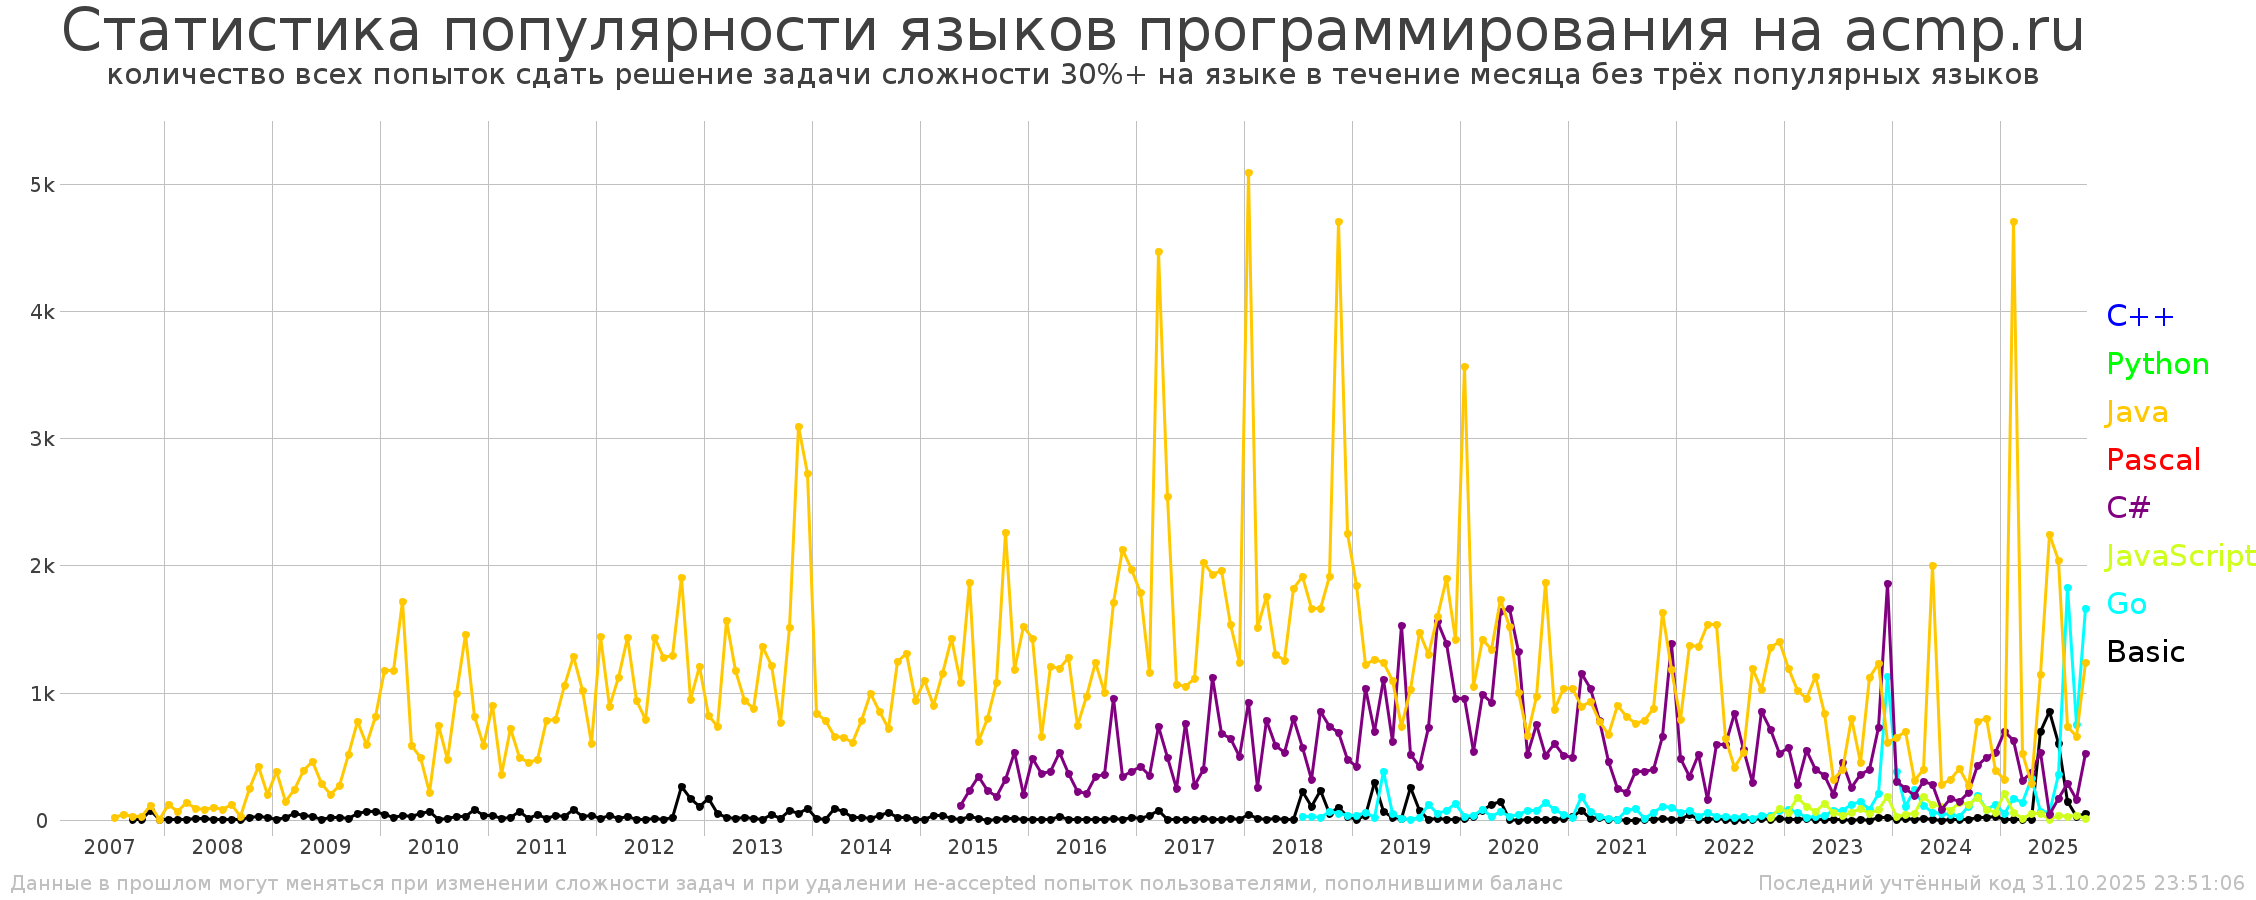 Статистика популярности языков программирования на acmp.ru
количество всех попыток сдать решение задачи сложности 30%+ на языке в течение месяца без трёх популярных языков
5k
4k
3k
2k
1k
0
2007 2008 2009 2010 2011 2012 2013 2014 2015 2016 2017 2018 2019 2020 2021 2022 2023 2024 2025
C++
Python
Java
Pascal
C#
JavaScript
Go
Basic
Данные в прошлом могут меняться при изменении сложности задач и при удалении не-accepted попыток пользователями, пополнившими баланс
Последний учтённый код 31.10.2025 23:51:06